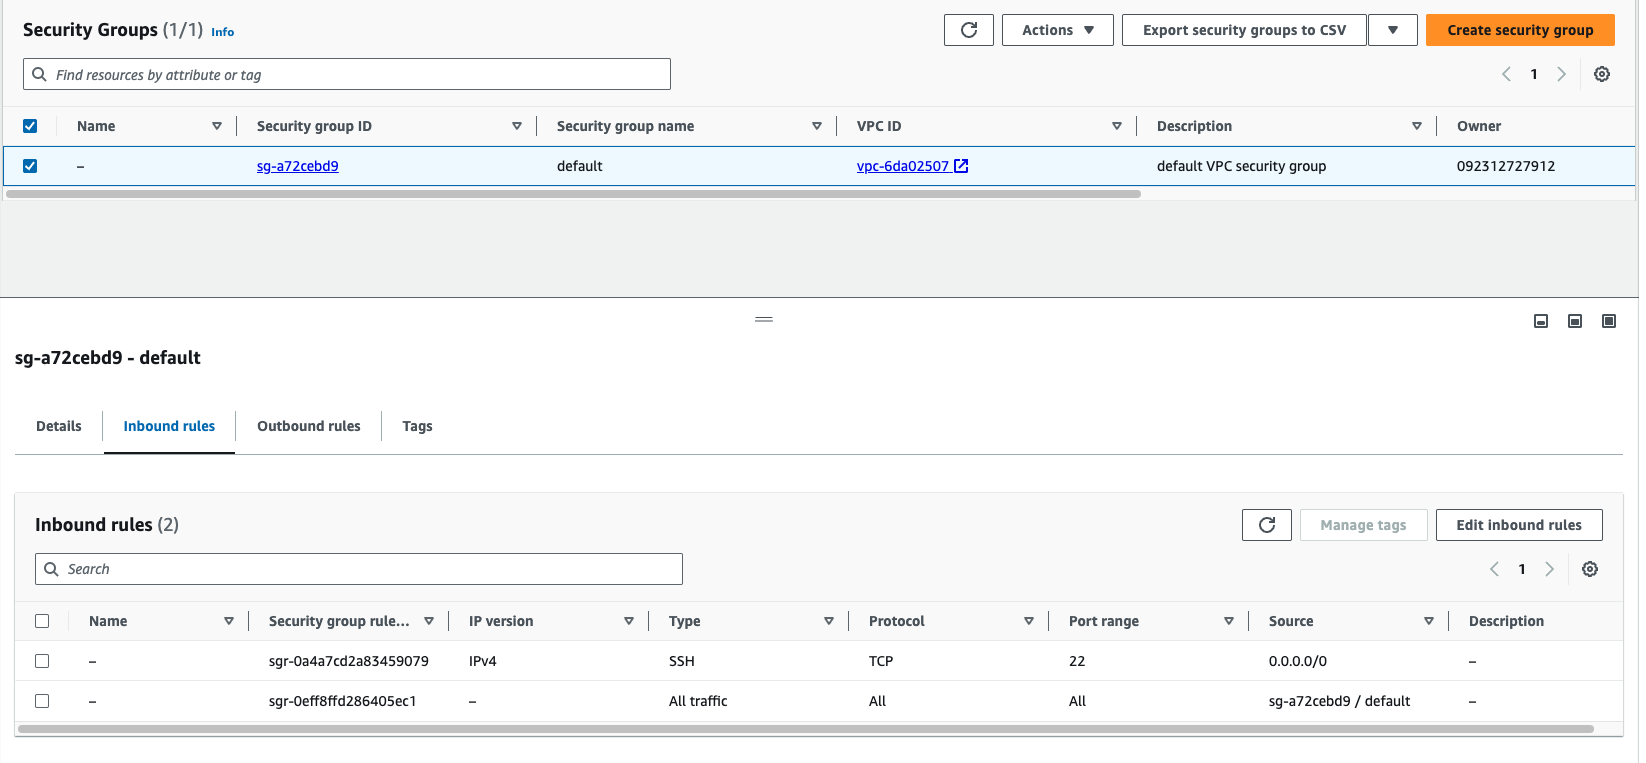 Security Groups (1/1) Info
Actions
Export security groups to CSV
Create security group
Find resources by attribute or tag
1
Name Security group ID Security group name VPC ID Description Owner
– sg-a72cebd9 default vpc-6da02507 default VPC security group 092312727912
sg-a72cebd9 - default
Details Inbound rules Outbound rules Tags
Inbound rules (2)
Manage tags
Edit inbound rules
Search
1
Name Security group rule... IP version Type Protocol Port range Source Description
– sgr-0a4a7cd2a83459079 IPv4 SSH TCP 22 0.0.0.0/0 –
– sgr-0eff8ffd286405ec1 – All traffic All All sg-a72cebd9 / default –